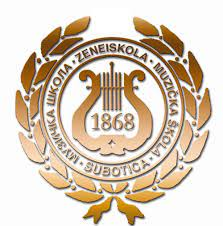 МУЗИЧКА ШКОЛА · ZENEISKOLA · MUZIČKA ŠKOLA
· SUBOTICA ·
1868